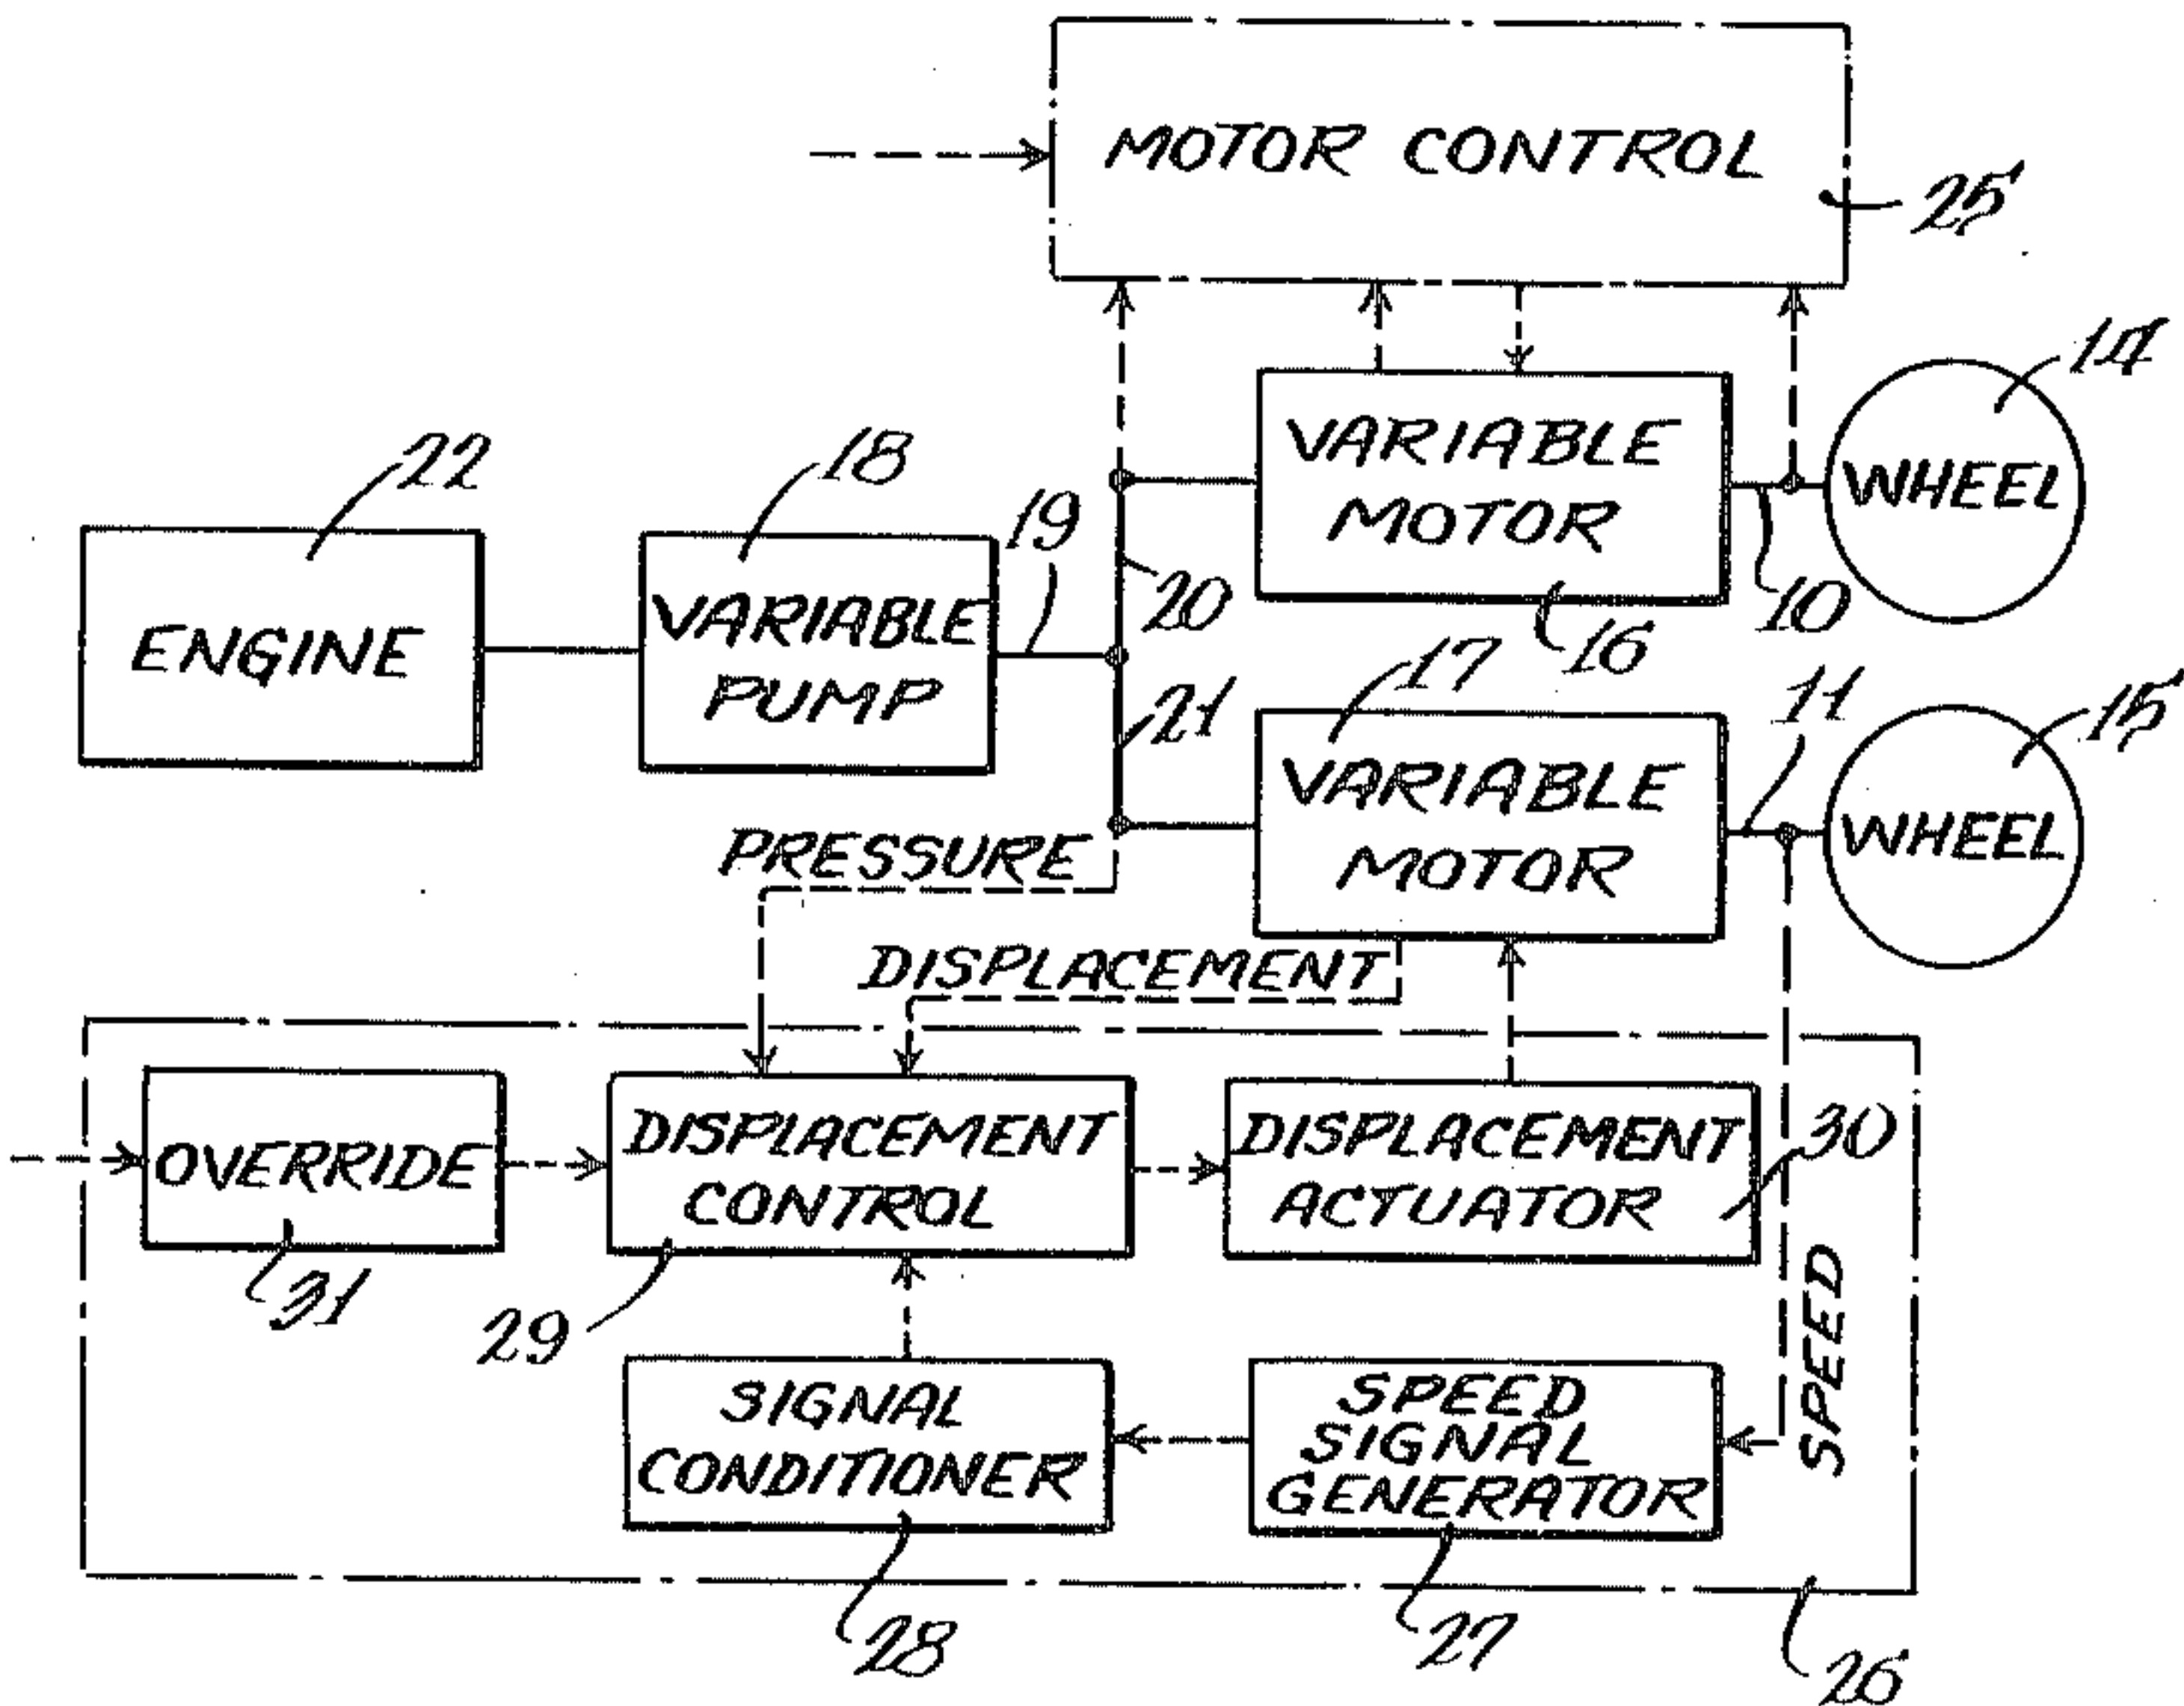 MOTOR CONTROL
25
14
22
18
19
VARIABLE
MOTOR
WHEEL
20
16
10
ENGINE
VARIABLE
PUMP
17
21
11
15
VARIABLE
MOTOR
WHEEL
PRESSURE
DISPLACEMENT
OVERRIDE
DISPLACEMENT
CONTROL
DISPLACEMENT
ACTUATOR
30
31
29
SPEED
SIGNAL
CONDITIONER
SPEED
SIGNAL
GENERATOR
28
27
26